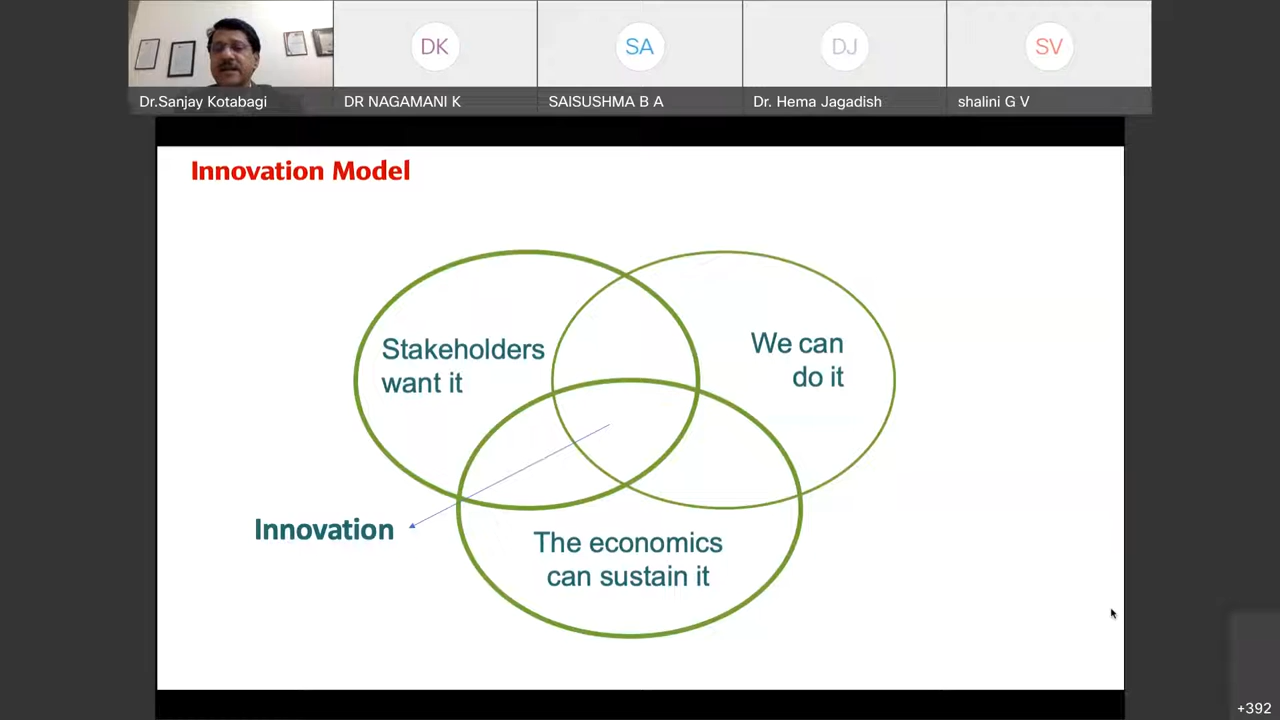 DK
SA
DJ
SV
Dr.Sanjay Kotabagi
DR NAGAMANI K
SAISUSHMA B A
Dr. Hema Jagadish
shalini G V
Innovation Model
Stakeholders
want it
We can
do it
Innovation
The economics
can sustain it
+392